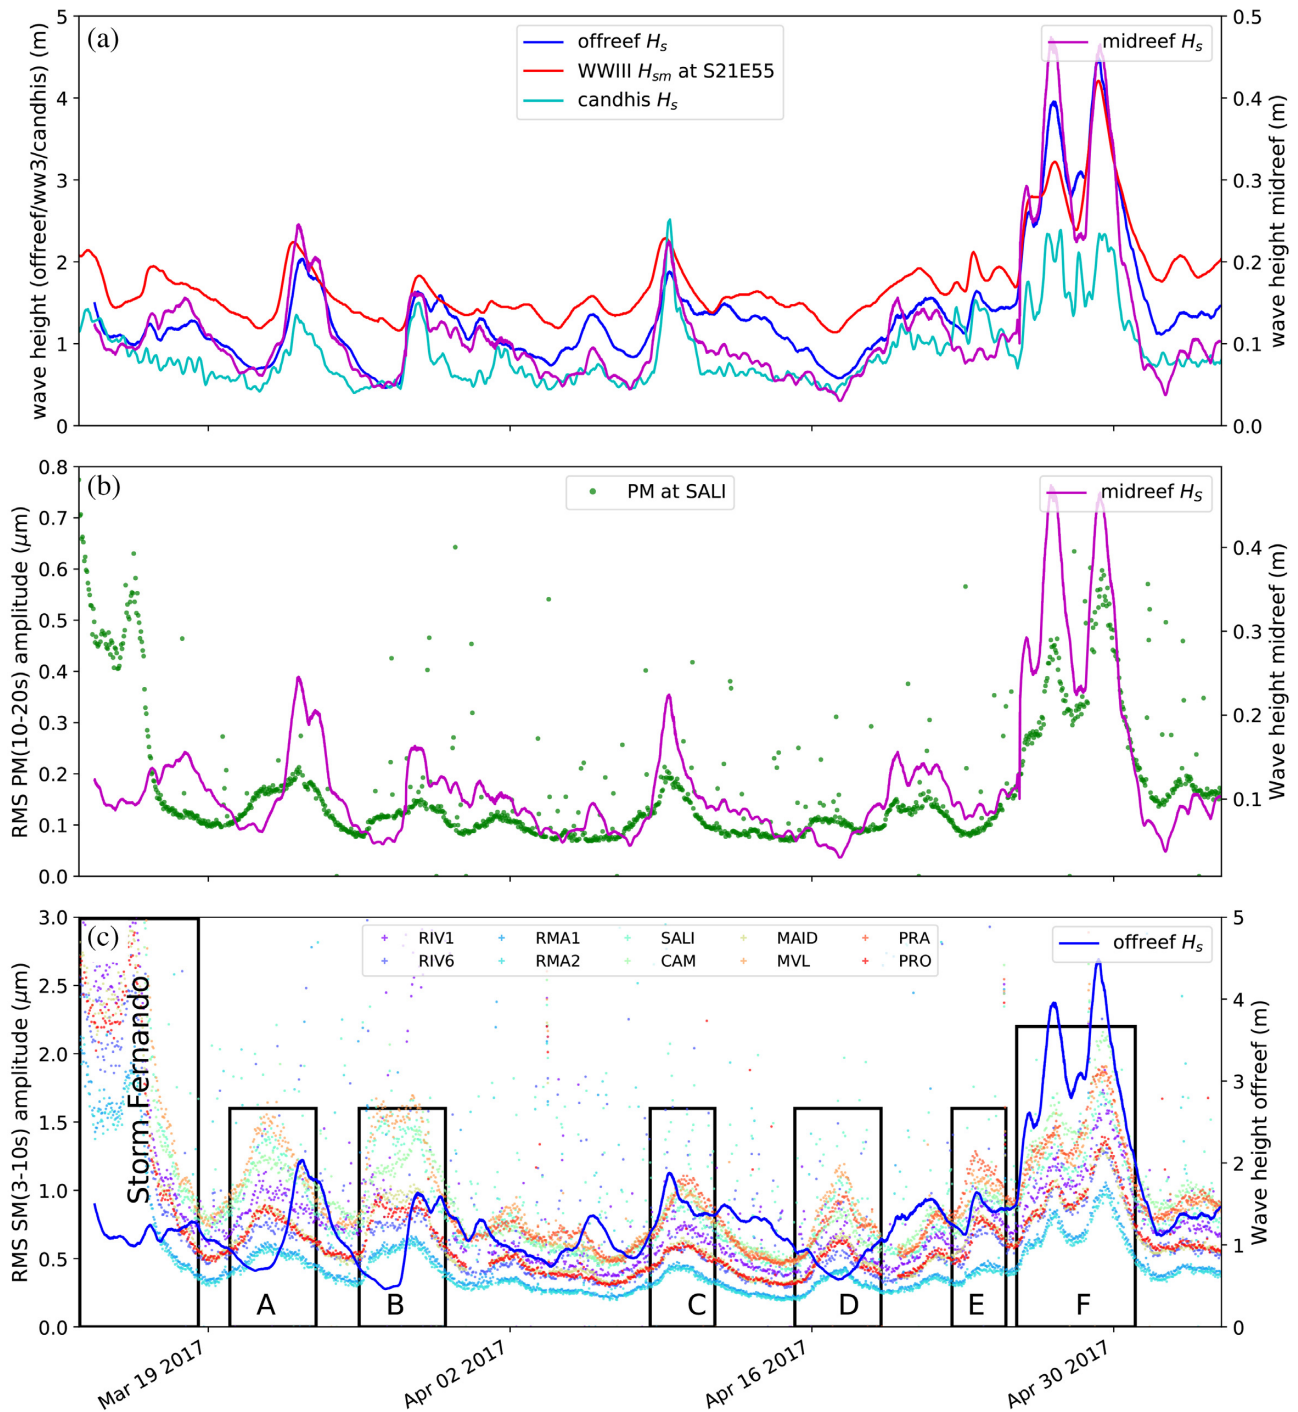 (a)
offreef Hs
WWIII Hsm at S21E55
candhis Hs
midreef Hs
wave height (offreef/ww3/candhis) (m)
5
4
3
2
1
0
0.5
0.4
0.3
0.2
0.1
0.0
wave height midreef (m)
(b)
PM at SALI
midreef HS
RMS PM(10-20s) amplitude (μm)
0.8
0.7
0.6
0.5
0.4
0.3
0.2
0.1
0.0
0.4
0.3
0.2
0.1
Wave height midreef (m)
(c)
RIV1 RMA1 SALI MAID PRA
RIV6 RMA2 CAM MVL PRO
offreef Hs
RMS SM(3-10s) amplitude (μm)
3.0
2.5
2.0
1.5
1.0
0.5
0.0
5
4
3
2
1
0
Wave height offreef (m)
Storm Fernando
A B C D E F
Mar 19 2017 Apr 02 2017 Apr 16 2017 Apr 30 2017